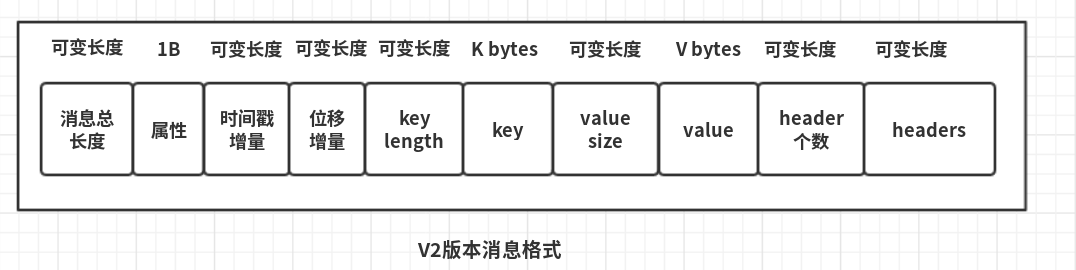 可变长度 1B 可变长度 可变长度 可变长度 K bytes 可变长度 V bytes 可变长度 可变长度
消息总
长度
属性
时间戳
增量
位移
增量
key
length
key
value
size
value
header
个数
headers
V2版本消息格式